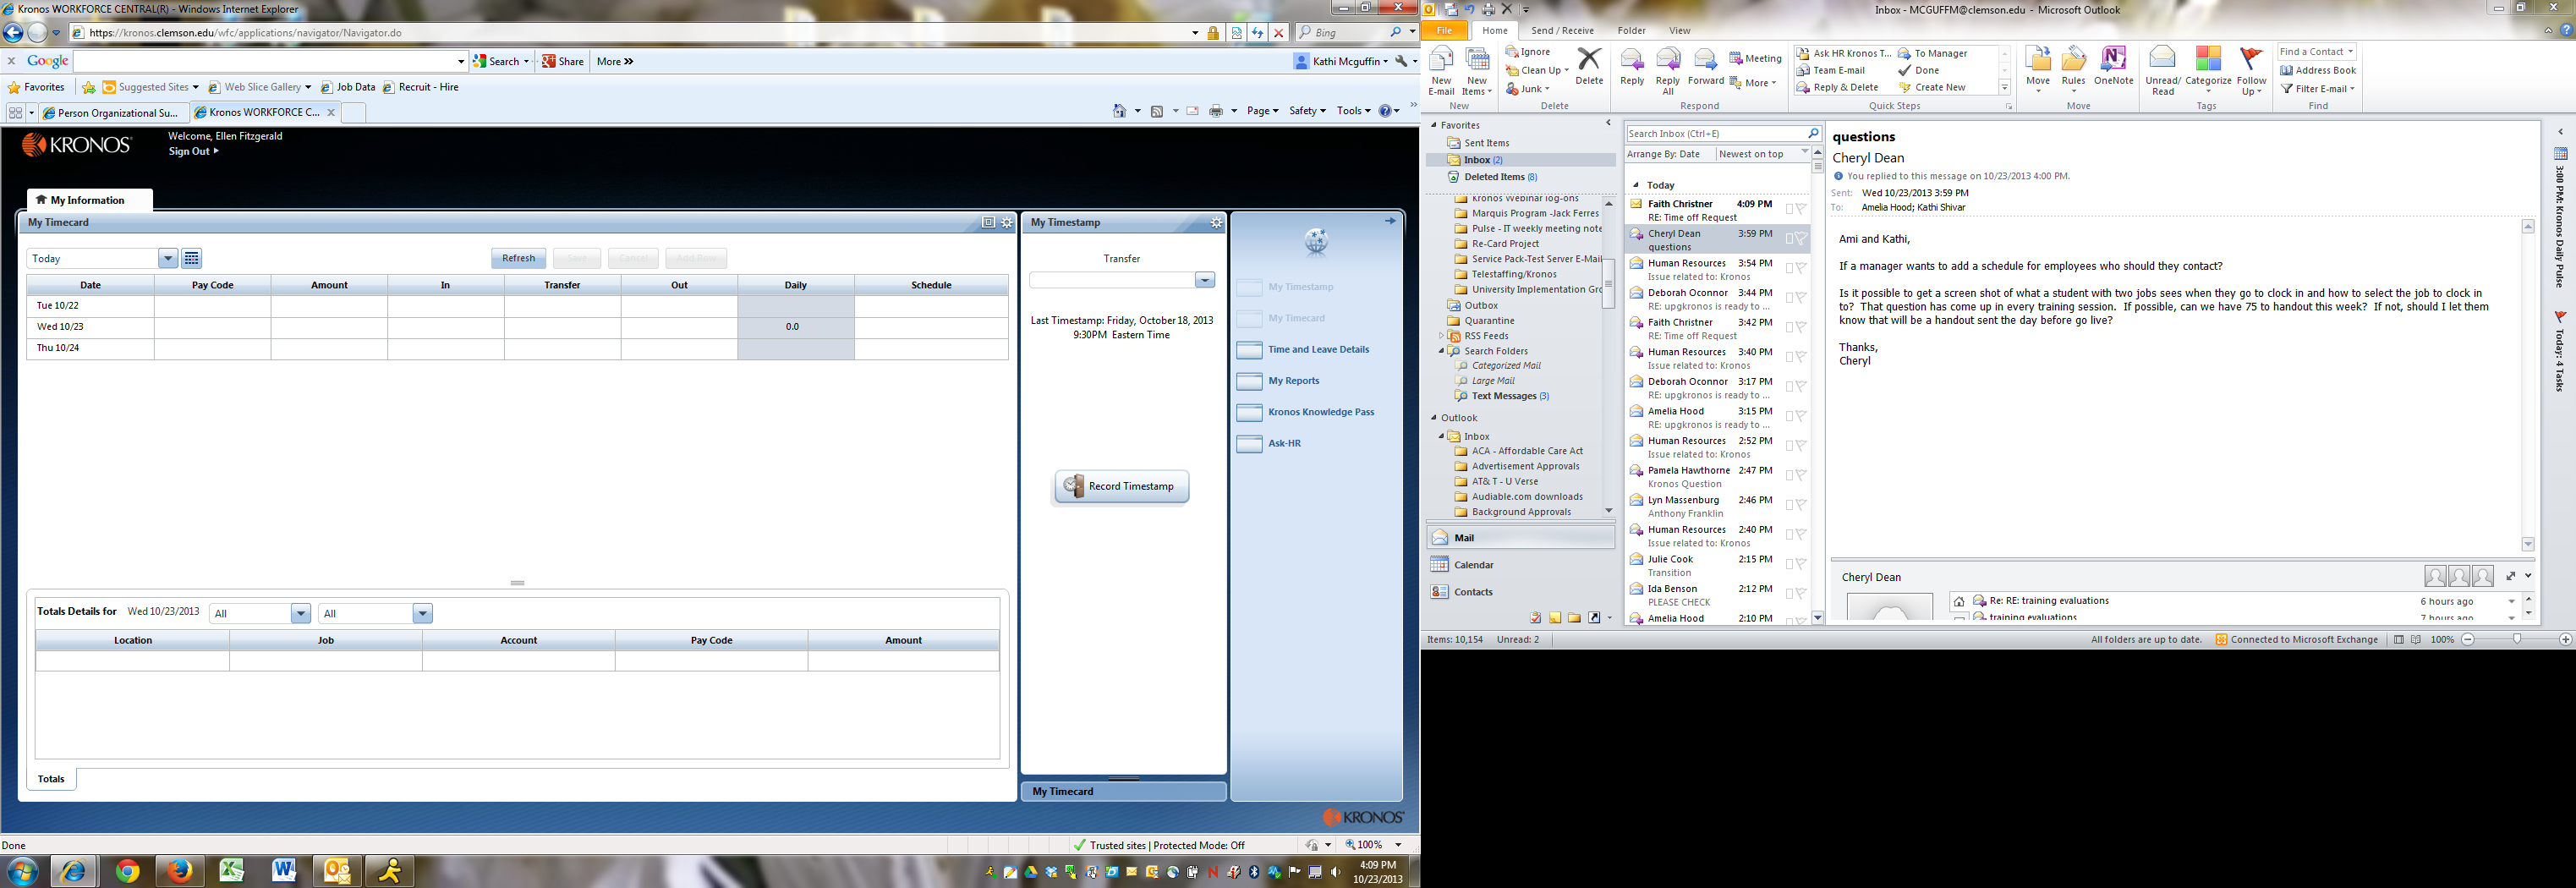 Kronos WORKFORCE CENTRAL(R) - Windows Internet Explorer
https://kronos.clemson.edu/wfc/applications/navigator/Navigator.do
Bing
Google
Search
Share
More »
Kathi Mcguffin
Favorites
Suggested Sites
Web Slice Gallery
Job Data
Recruit - Hire
Person Organizational Su...
Kronos WORKFORCE C...
Page
Safety
Tools
KRONOS
Welcome, Ellen Fitzgerald
Sign Out
My Information
My Timecard
Today
Refresh
Save
Cancel
Add Row
Date Pay Code Amount In Transfer Out Daily Schedule
Tue 10/22
Wed 10/23 0.0
Thu 10/24
Totals Details for Wed 10/23/2013 All All
Location Job Account Pay Code Amount
Totals
My Timestamp
Transfer
Last Timestamp: Friday, October 18, 2013
9:30PM Eastern Time
Record Timestamp
My Timecard
My Timestamp
My Timecard
Time and Leave Details
My Reports
Kronos Knowledge Pass
Ask-HR
KRONOS
Done
Trusted sites | Protected Mode: Off
100%
4:09 PM
10/23/2013
Inbox - MCGUFFM@clemson.edu - Microsoft Outlook
File Home Send / Receive Folder View
New
E-mail
New
Items
New
Ignore
Clean Up
Junk
Delete
Delete
Reply
Reply
All
Forward
Meeting
More
Respond
Ask HR Kronos T...
Team E-mail
Reply & Delete
To Manager
Done
Create New
Quick Steps
Move
Rules
OneNote
Move
Unread/
Read
Categorize
Follow
Up
Tags
Find a Contact
Address Book
Filter E-mail
Find
Favorites
Sent Items
Inbox (2)
Deleted Items (8)
Kronos Webinar log-ons
Marquis Program -Jack Ferres
Pulse - IT weekly meeting note
Re-Card Project
Service Pack-Test Server E-Mail
Telestaffing/Kronos
University Implementation Gro
Outbox
Quarantine
RSS Feeds
Search Folders
Categorized Mail
Large Mail
Text Messages (3)
Outlook
Inbox
ACA - Affordable Care Act
Advertisement Approvals
AT& T - U Verse
Audiable.com downloads
Background Approvals
Mail
Calendar
Contacts
Search Inbox (Ctrl+E)
Arrange By: Date Newest on top
Today
Faith Christner 4:09 PM
RE: Time off Request
Cheryl Dean 3:59 PM
questions
Human Resources 3:54 PM
Issue related to: Kronos
Deborah Oconnor 3:44 PM
RE: upgkronos is ready to ...
Faith Christner 3:42 PM
RE: Time off Request
Human Resources 3:40 PM
Issue related to: Kronos
Deborah Oconnor 3:17 PM
RE: upgkronos is ready to ...
Amelia Hood 3:15 PM
RE: upgkronos is ready to ...
Human Resources 2:52 PM
Issue related to: Kronos
Pamela Hawthorne 2:47 PM
Kronos Question
Lyn Massenburg 2:46 PM
Anthony Franklin
Human Resources 2:40 PM
Issue related to: Kronos
Julie Cook 2:15 PM
Transition
Ida Benson 2:12 PM
PLEASE CHECK
Amelia Hood 2:10 PM
questions
Cheryl Dean
You replied to this message on 10/23/2013 4:00 PM.
Sent: Wed 10/23/2013 3:59 PM
To: Amelia Hood; Kathi Shivar
Ami and Kathi,
If a manager wants to add a schedule for employees who should they contact?
Is it possible to get a screen shot of what a student with two jobs sees when they go to clock in and how to select the job to clock in
to? That question has come up in every training session. If possible, can we have 75 to handout this week? If not, should I let them
know that will be a handout sent the day before go live?
Thanks,
Cheryl
Cheryl Dean
Re: RE: training evaluations 6 hours ago
training evaluations 7 hours ago
3:00 PM: Kronos Daily Pulse
Today: 4 Tasks
Items: 10,154 Unread: 2
All folders are up to date.
Connected to Microsoft Exchange
100%